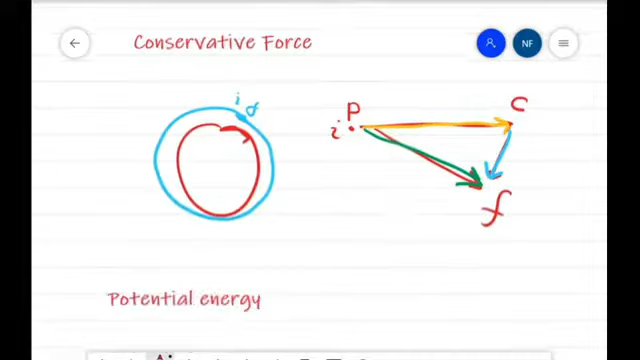 Conservative Force
NF
i f
P
C
i
f
Potential energy